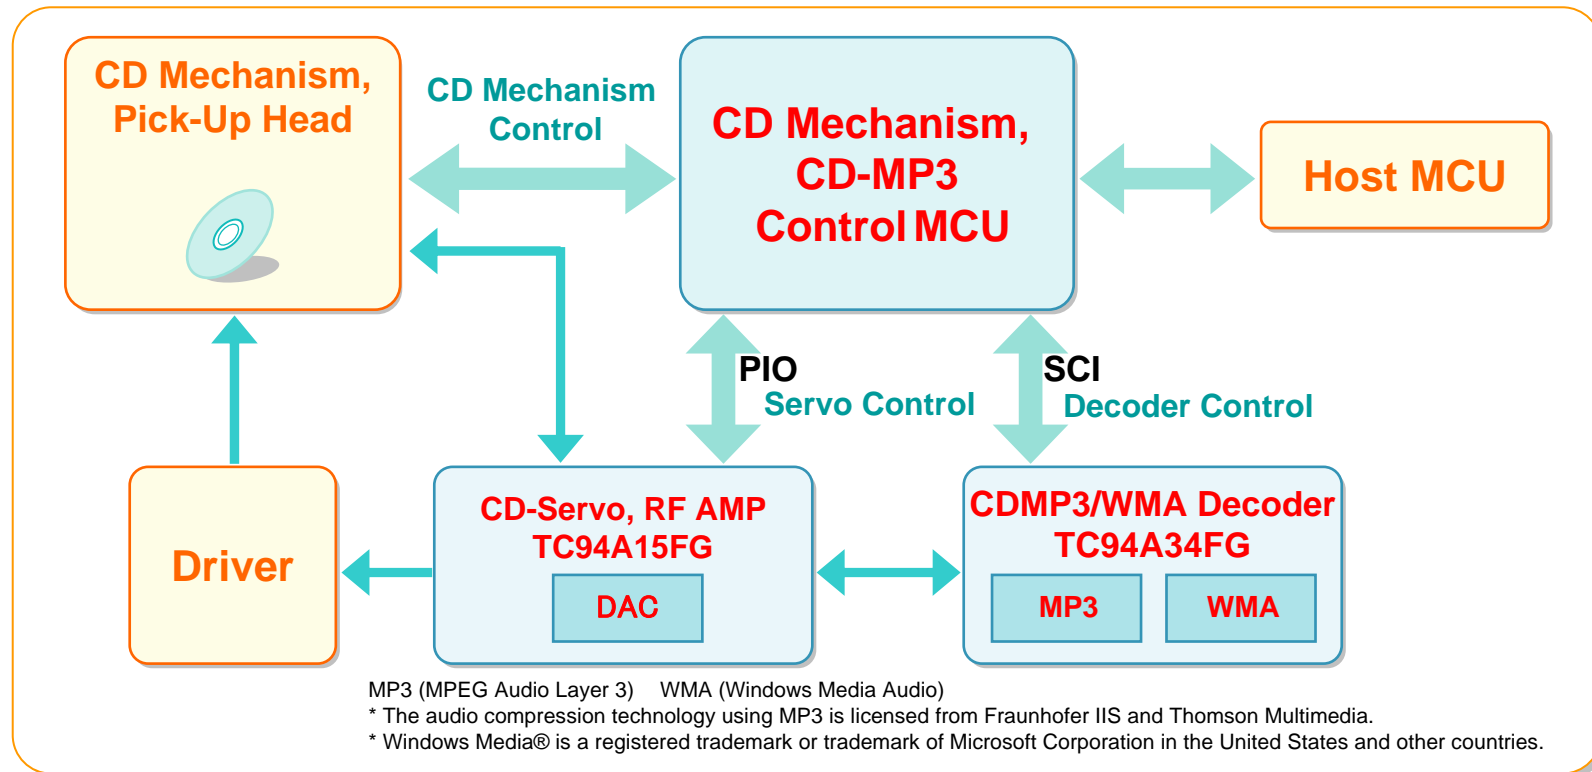 CD Mechanism,
Pick-Up Head
CD Mechanism
Control
CD Mechanism,
CD-MP3
Control MCU
Host MCU
PIO
Servo Control
SCI
Decoder Control
Driver
CD-Servo, RF AMP
TC94A15FG
DAC
CDMP3/WMA Decoder
TC94A34FG
MP3
WMA
MP3 (MPEG Audio Layer 3) WMA (Windows Media Audio)
* The audio compression technology using MP3 is licensed from Fraunhofer IIS and Thomson Multimedia.
* Windows Media® is a registered trademark or trademark of Microsoft Corporation in the United States and other countries.